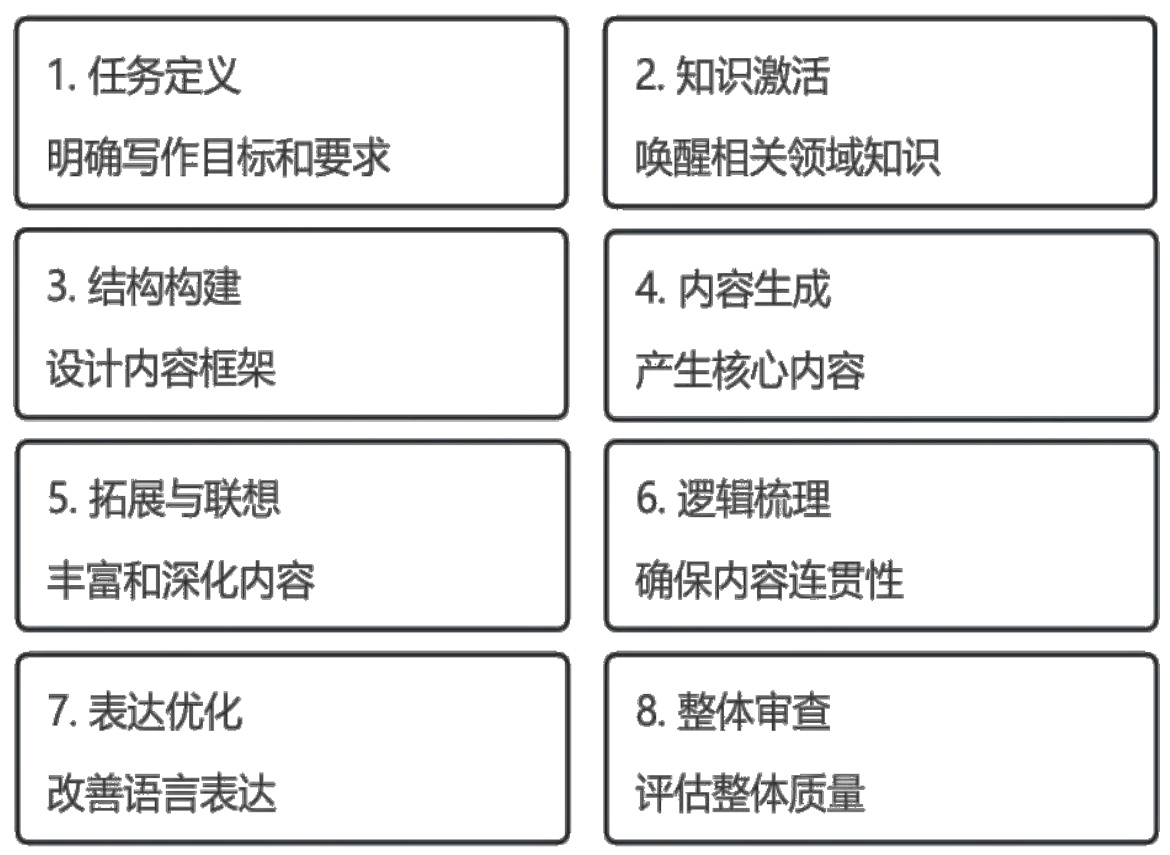 1. 任务定义
明确写作目标和要求
2. 知识激活
唤醒相关领域知识
3. 结构构建
设计内容框架
4. 内容生成
产生核心内容
5. 拓展与联想
丰富和深化内容
6. 逻辑梳理
确保内容连贯性
7. 表达优化
改善语言表达
8. 整体审查
评估整体质量